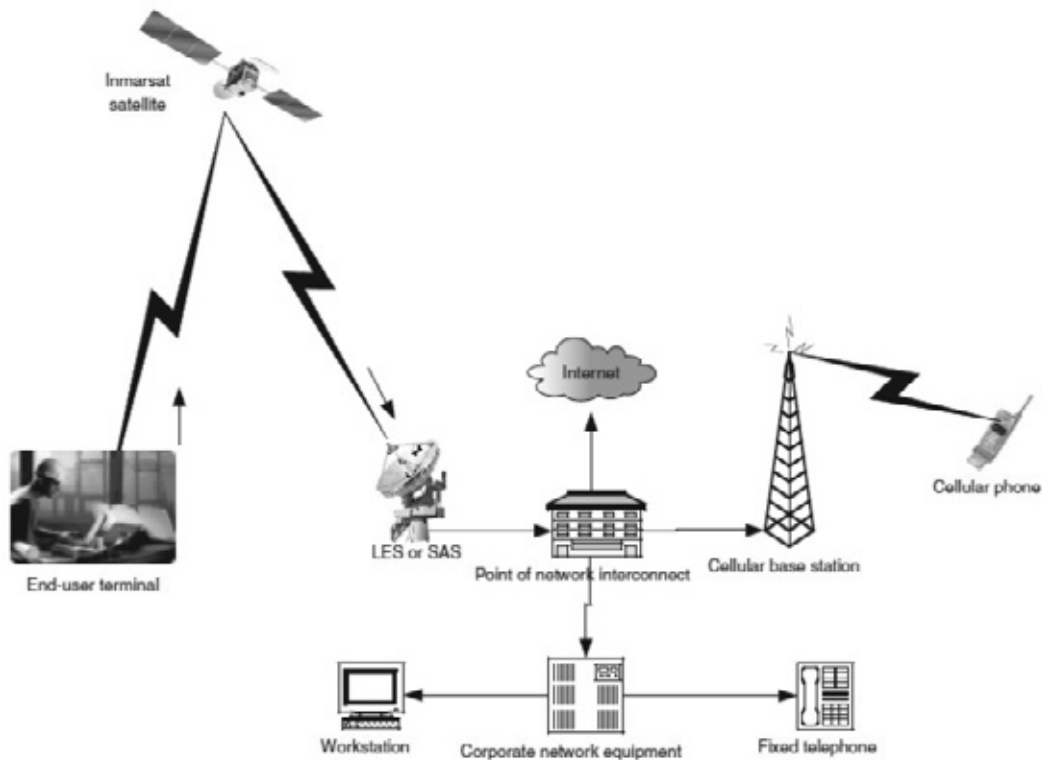 Inmarsat
satellite
Internet
Cellular phone
LES or SAS
Point of network interconnect
Cellular base station
End-user terminal
Workstation
Corporate network equipment
Fixed telephone